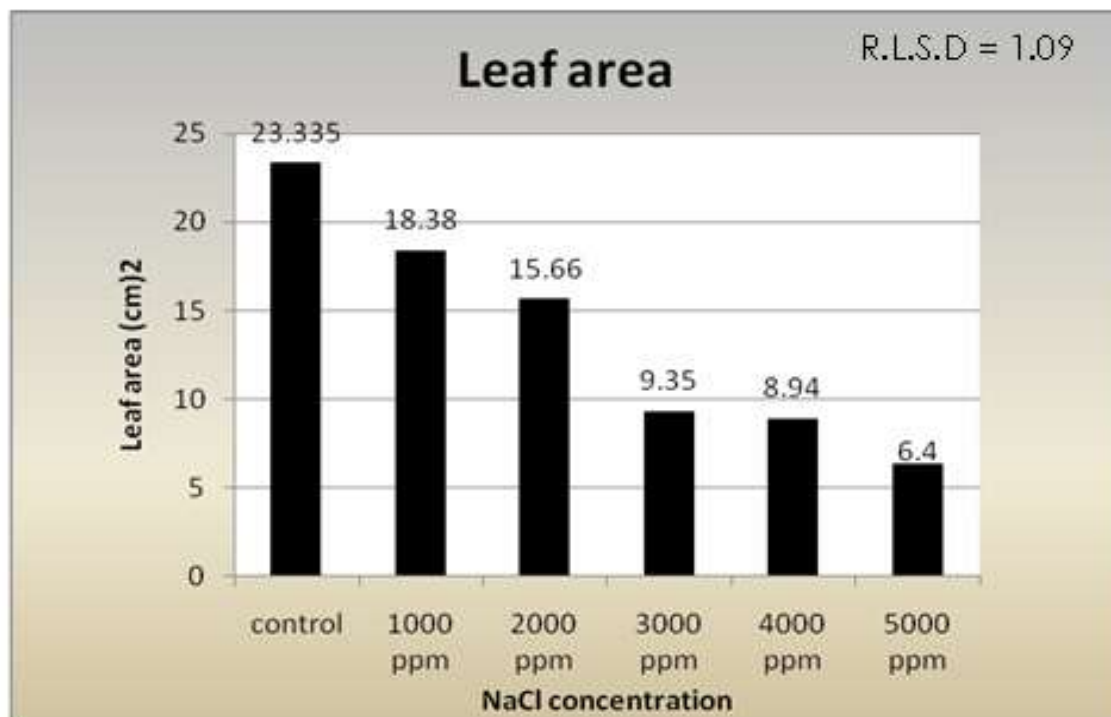 R.L.S.D = 1.09
Leaf area
Leaf area (cm)2
25
20
15
10
5
0
23.335
18.38
15.66
9.35
8.94
6.4
control
1000 ppm
2000 ppm
3000 ppm
4000 ppm
5000 ppm
NaCl concentration